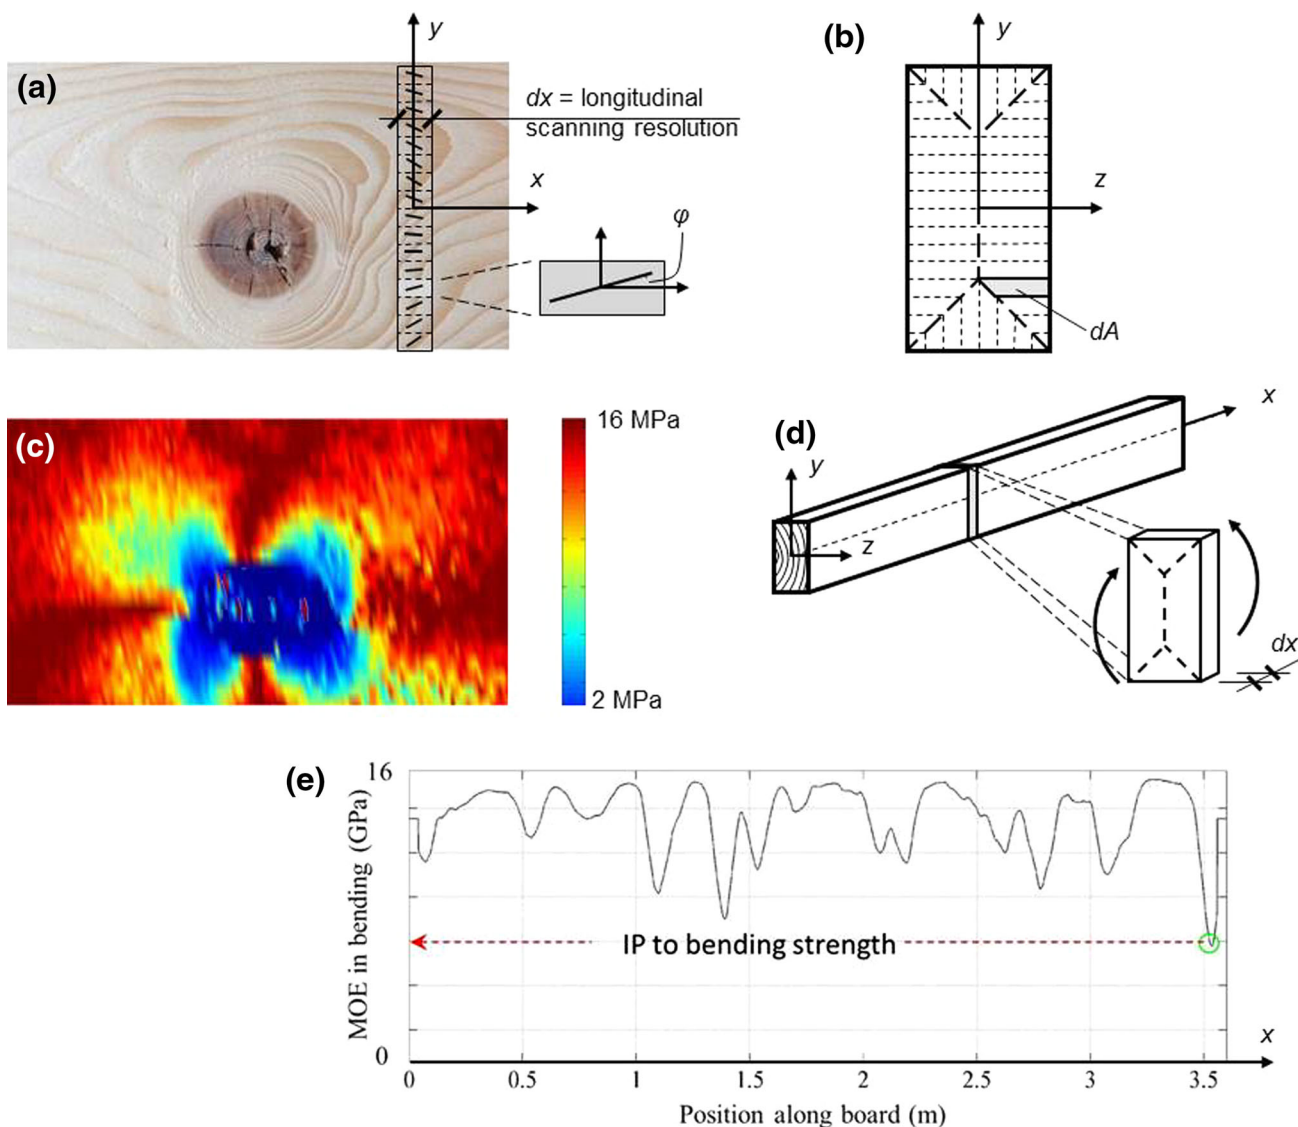 (a)
y
dx = longitudinal
scanning resolution
x
φ
(b)
y
z
dA
(c)
16 MPa
2 MPa
(d)
x
y
z
dx
(e)
16
MOE in bending (GPa)
0
IP to bending strength
x
0
0.5
1
1.5
2
2.5
3
3.5
Position along board (m)